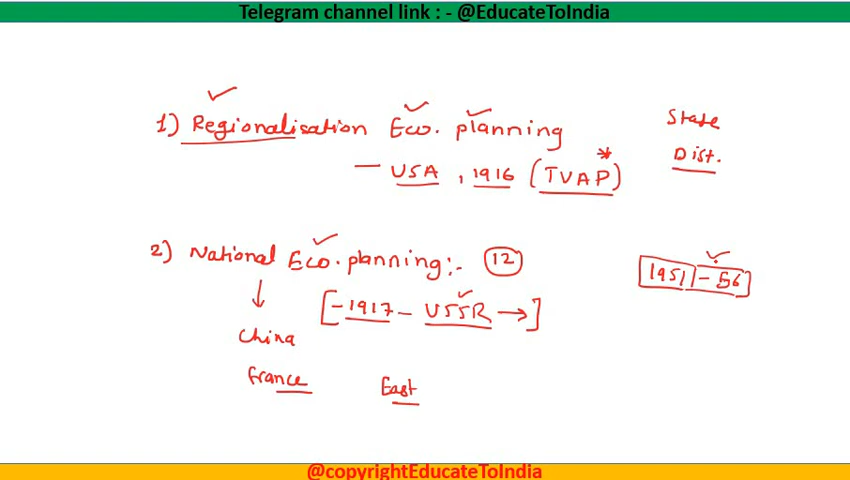 Telegram channel link : - @EducateToIndia
1) Regionalisation Eco. planning
State
Dist.
— USA, 1916 (TVAP)*
2) National Eco. planning:- 12
1951 - 56
[-1917 - USSR →]
China
France
East
@copyrightEducateToIndia